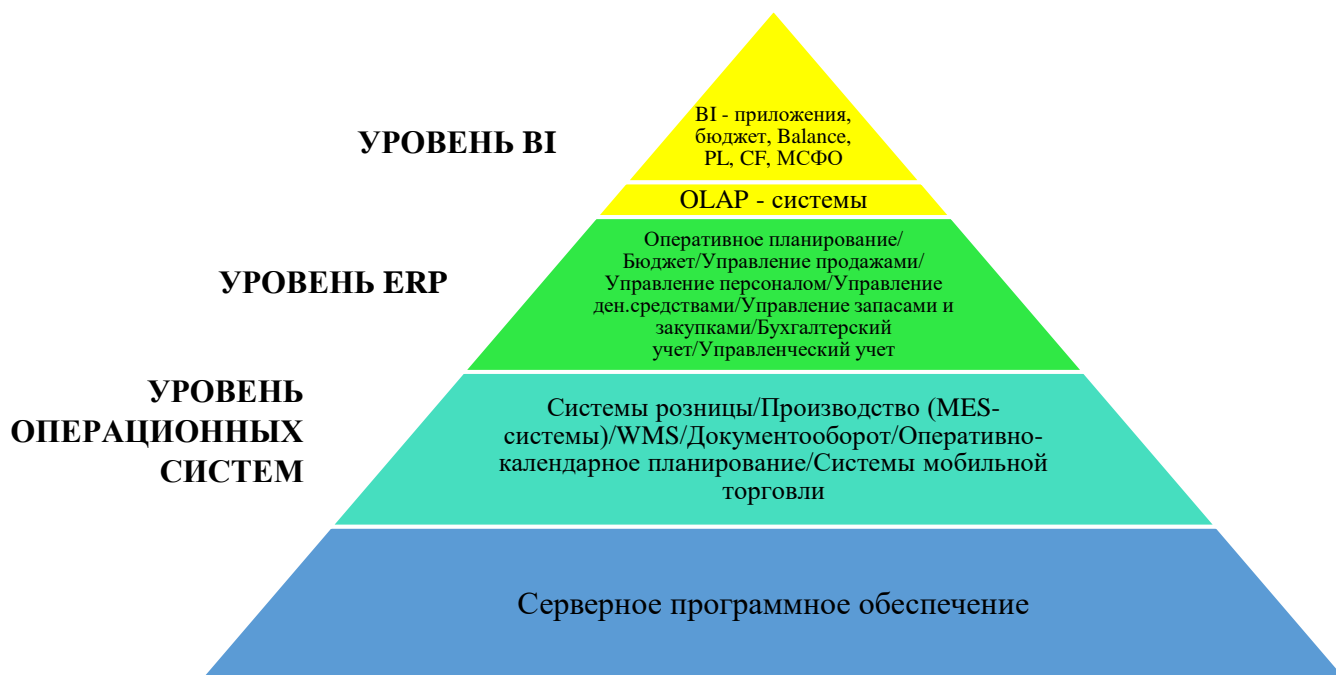 BI - приложения,
бюджет, Balance,
PL, CF, МСФО
УРОВЕНЬ BI
OLAP - системы
Оперативное планирование/
Бюджет/Управление продажами/
Управление персоналом/Управление
ден.средствами/Управление запасами и
закупками/Бухгалтерский
учет/Управленческий учет
УРОВЕНЬ ERP
УРОВЕНЬ
ОПЕРАЦИОННЫХ
СИСТЕМ
Системы розницы/Производство (MES-
системы)/WMS/Документооборот/Оперативно-
календарное планирование/Системы мобильной
торговли
Серверное программное обеспечение